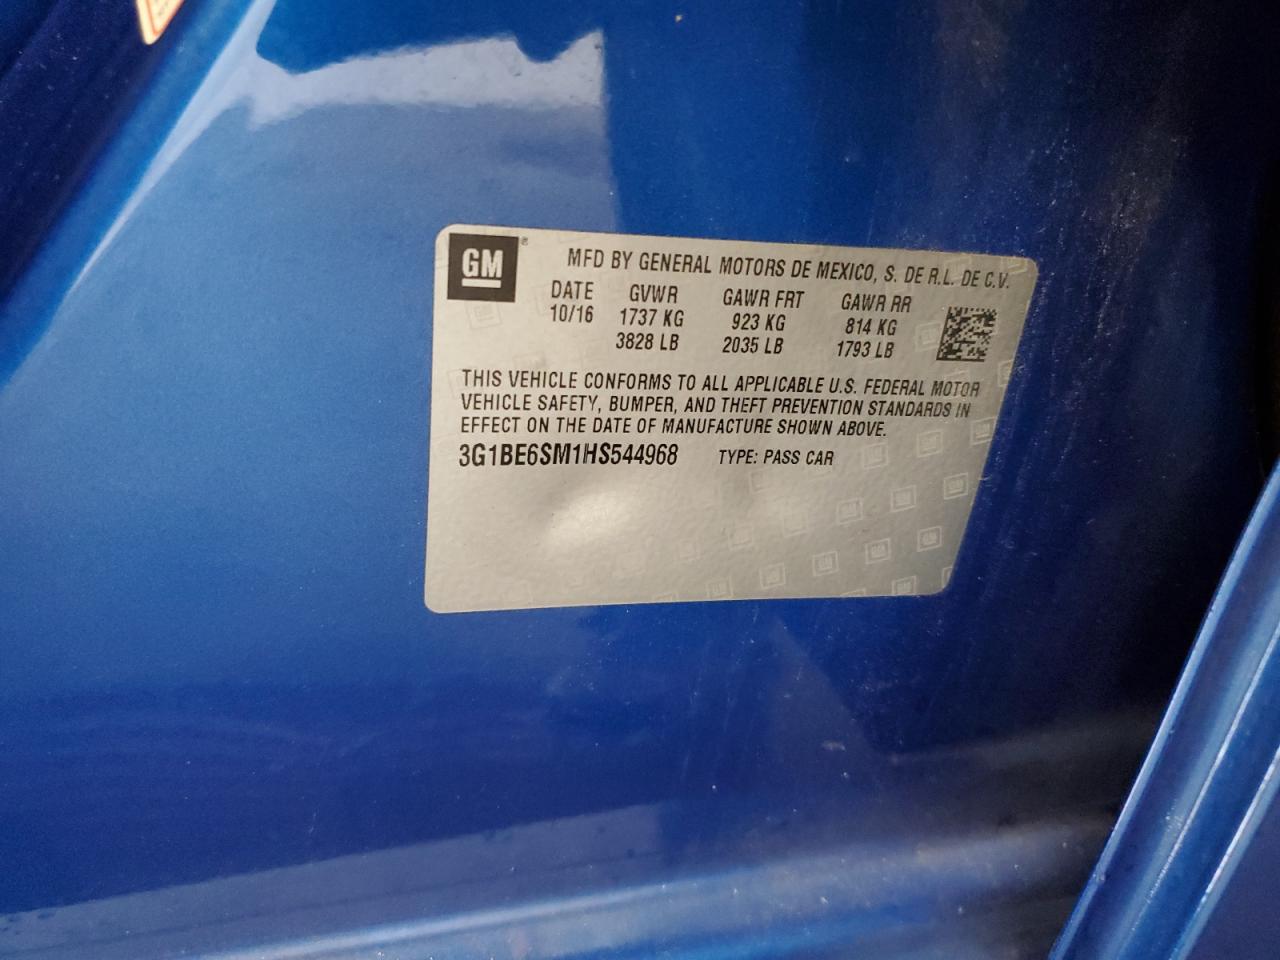 GM
MFD BY GENERAL MOTORS DE MEXICO, S. DE R.L. DE C.V.
DATE GVWR GAWR FRT GAWR RR
10/16 1737 KG 923 KG 814 KG
3828 LB 2035 LB 1793 LB
THIS VEHICLE CONFORMS TO ALL APPLICABLE U.S. FEDERAL MOTOR
VEHICLE SAFETY, BUMPER, AND THEFT PREVENTION STANDARDS IN
EFFECT ON THE DATE OF MANUFACTURE SHOWN ABOVE.
3G1BE6SM1HS544968 TYPE: PASS CAR